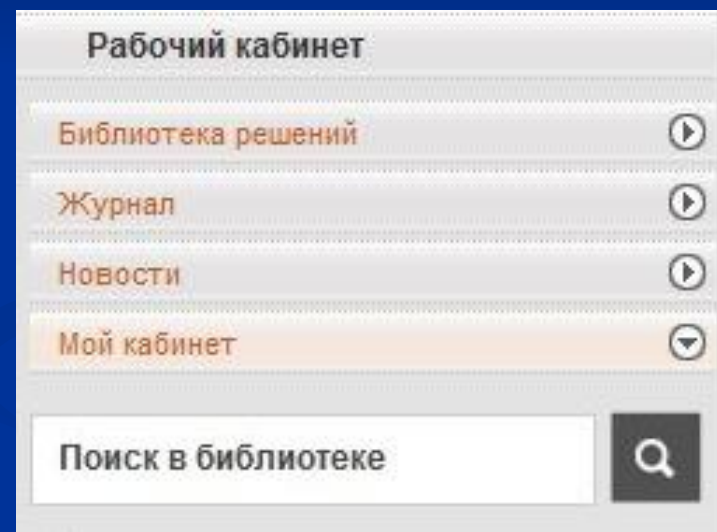 Рабочий кабинет
Библиотека решений
Журнал
Новости
Мой кабинет
Поиск в библиотеке